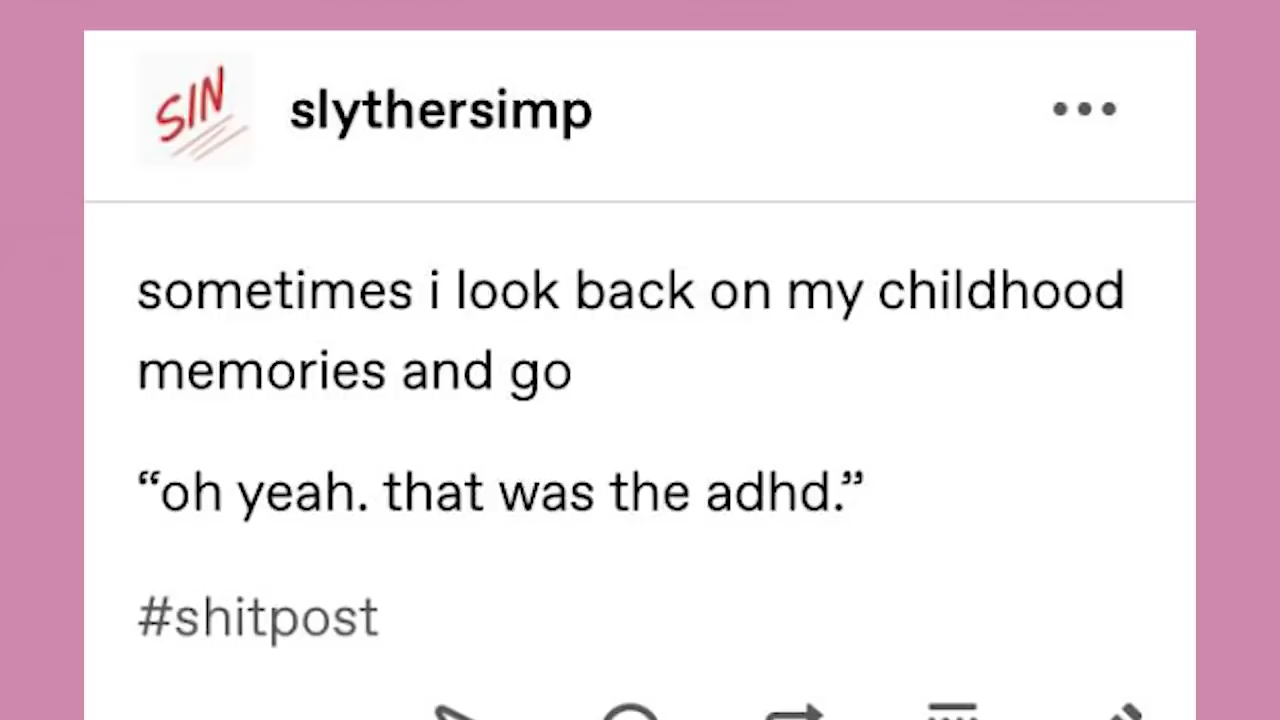 SIN
slythersimp
sometimes i look back on my childhood
memories and go
“oh yeah. that was the adhd.”
#shitpost